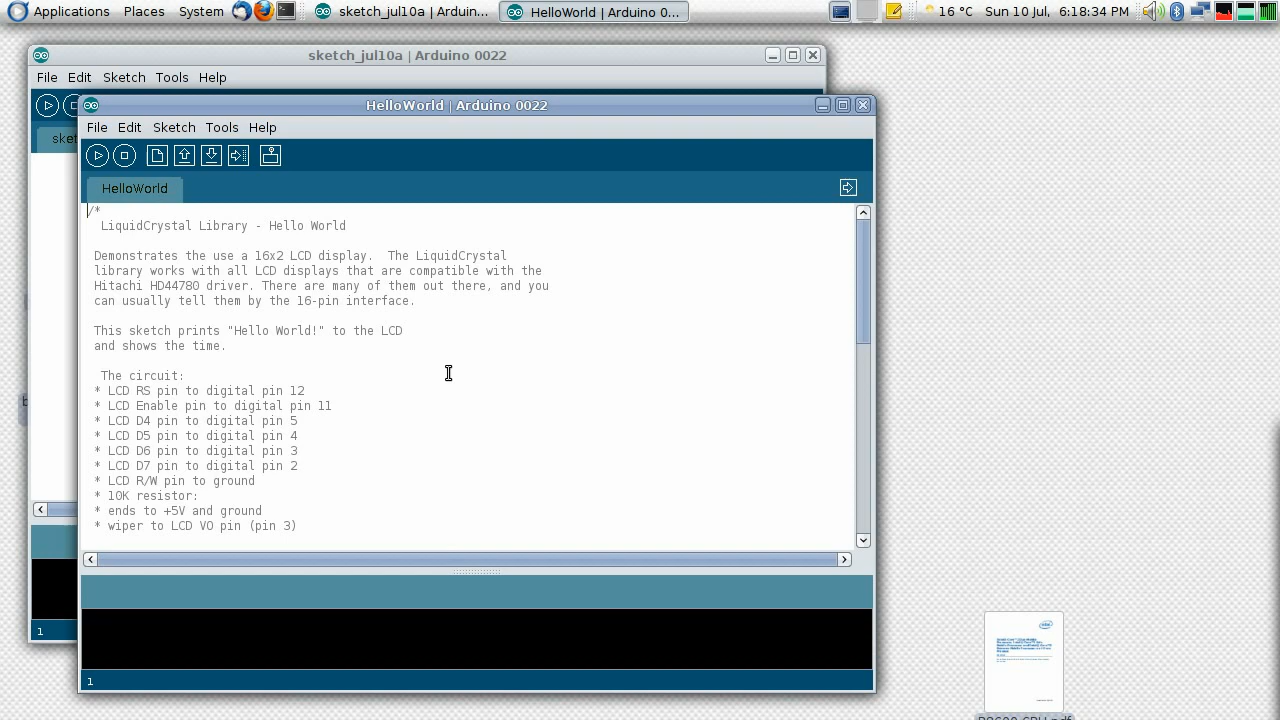 Applications Places System sketch_jul10a | Arduin... HelloWorld | Arduino 0... 16 °C Sun 10 Jul, 6:18:34 PM
sketch_jul10a | Arduino 0022
File Edit Sketch Tools Help
HelloWorld | Arduino 0022
File Edit Sketch Tools Help
sket
HelloWorld
/*
LiquidCrystal Library - Hello World
Demonstrates the use a 16x2 LCD display.  The LiquidCrystal
library works with all LCD displays that are compatible with the
Hitachi HD44780 driver. There are many of them out there, and you
can usually tell them by the 16-pin interface.
This sketch prints "Hello World!" to the LCD
and shows the time.
The circuit:
* LCD RS pin to digital pin 12
* LCD Enable pin to digital pin 11
* LCD D4 pin to digital pin 5
* LCD D5 pin to digital pin 4
* LCD D6 pin to digital pin 3
* LCD D7 pin to digital pin 2
* LCD R/W pin to ground
* 10K resistor:
* ends to +5V and ground
* wiper to LCD VO pin (pin 3)
1
1